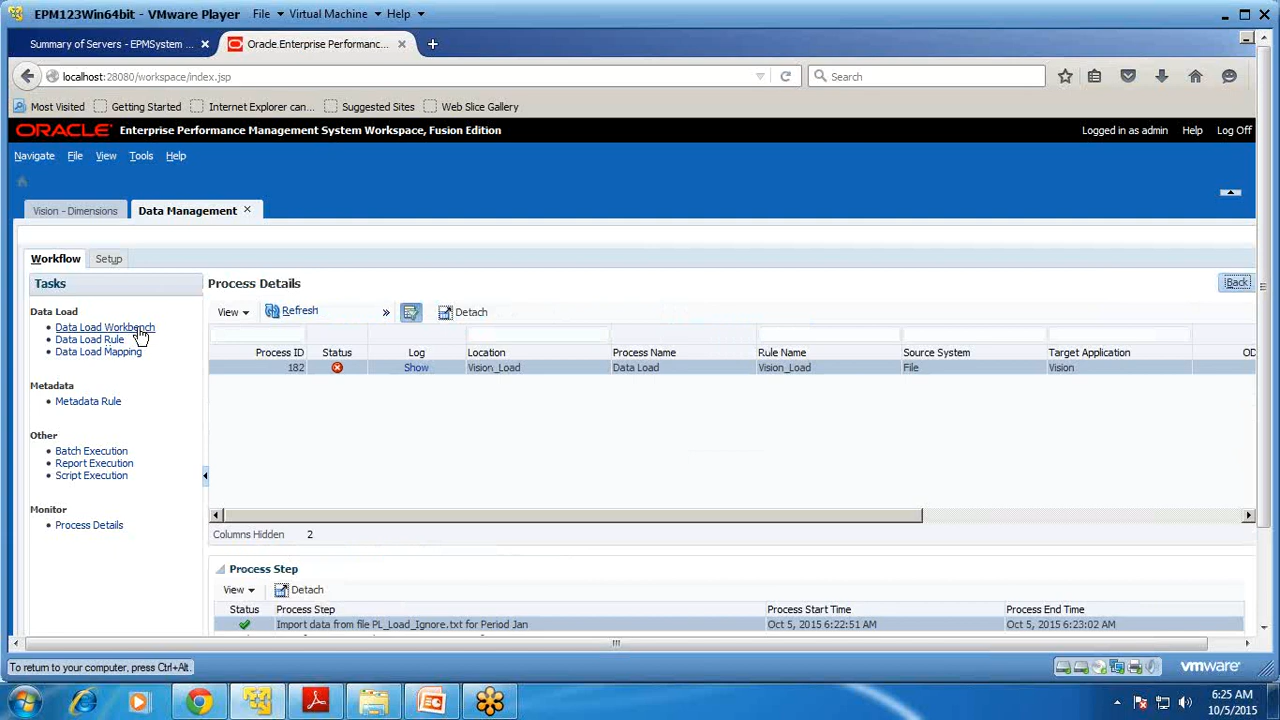 EPM123Win64bit - VMware Player File Virtual Machine Help
Summary of Servers - EPMSystem ... Oracle Enterprise Performanc...
localhost:28080/workspace/index.jsp Search
Most Visited Getting Started Internet Explorer can... Suggested Sites Web Slice Gallery
ORACLE Enterprise Performance Management System Workspace, Fusion Edition Logged in as admin Help Log Off
Navigate File View Tools Help
Vision - Dimensions Data Management
Workflow Setup
Tasks
Data Load
Data Load Workbench
Data Load Rule
Data Load Mapping
Metadata
Metadata Rule
Other
Batch Execution
Report Execution
Script Execution
Monitor
Process Details
Process Details Back
View Refresh » Detach
Process ID Status Log Location Process Name Rule Name Source System Target Application OD
182 Show Vision_Load Data Load Vision_Load File Vision
Columns Hidden 2
Process Step
View Detach
Status Process Step Process Start Time Process End Time
Import data from file PL_Load_Ignore.txt for Period Jan Oct 5, 2015 6:22:51 AM Oct 5, 2015 6:23:02 AM
To return to your computer, press Ctrl+Alt. vmware
6:25 AM
10/5/2015